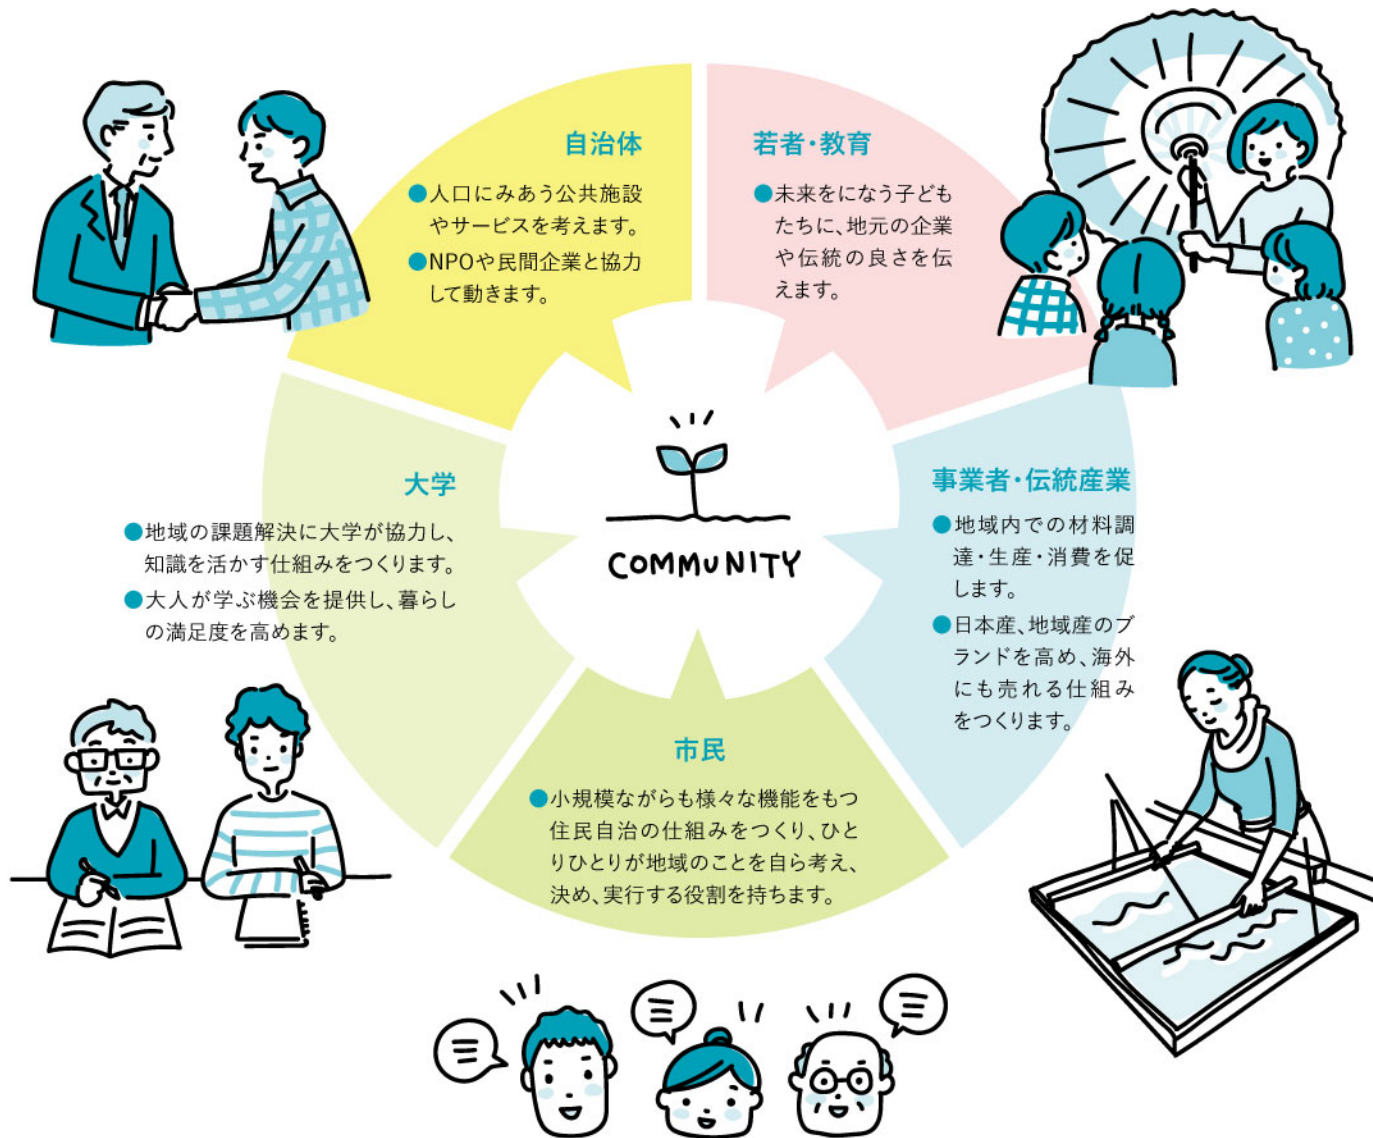 自治体
●人口にみあう公共施設
やサービスを考えます。
●NPOや民間企業と協力
して動きます。
若者・教育
●未来をになう子ども
たちに、地元の企業
や伝統の良さを伝
えます。
大学
●地域の課題解決に大学が協力し、
知識を活かす仕組みをつくります。
●大人が学ぶ機会を提供し、暮らし
の満足度を高めます。
COMMUNITY
事業者・伝統産業
●地域内での材料調
達・生産・消費を促
します。
●日本産、地域産のブ
ランドを高め、海外
にも売れる仕組み
をつくります。
市民
●小規模ながらも様々な機能をもつ
住民自治の仕組みをつくり、ひと
りひとりが地域のことを自ら考え、
決め、実行する役割を持ちます。